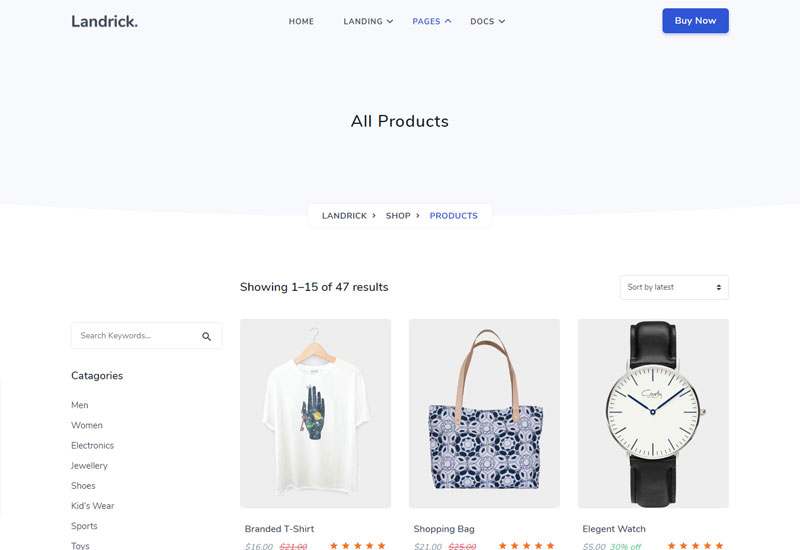 Landrick.
HOME
LANDING
PAGES
DOCS
Buy Now
All Products
LANDRICK
SHOP
PRODUCTS
Showing 1–15 of 47 results
Sort by latest
Search Keywords...
Catagories
Men
Women
Electronics
Jewellery
Shoes
Kid's Wear
Sports
Toys
Branded T-Shirt
$16.00 $21.00
Shopping Bag
$21.00 $25.00
Elegent Watch
$5.00 30% off